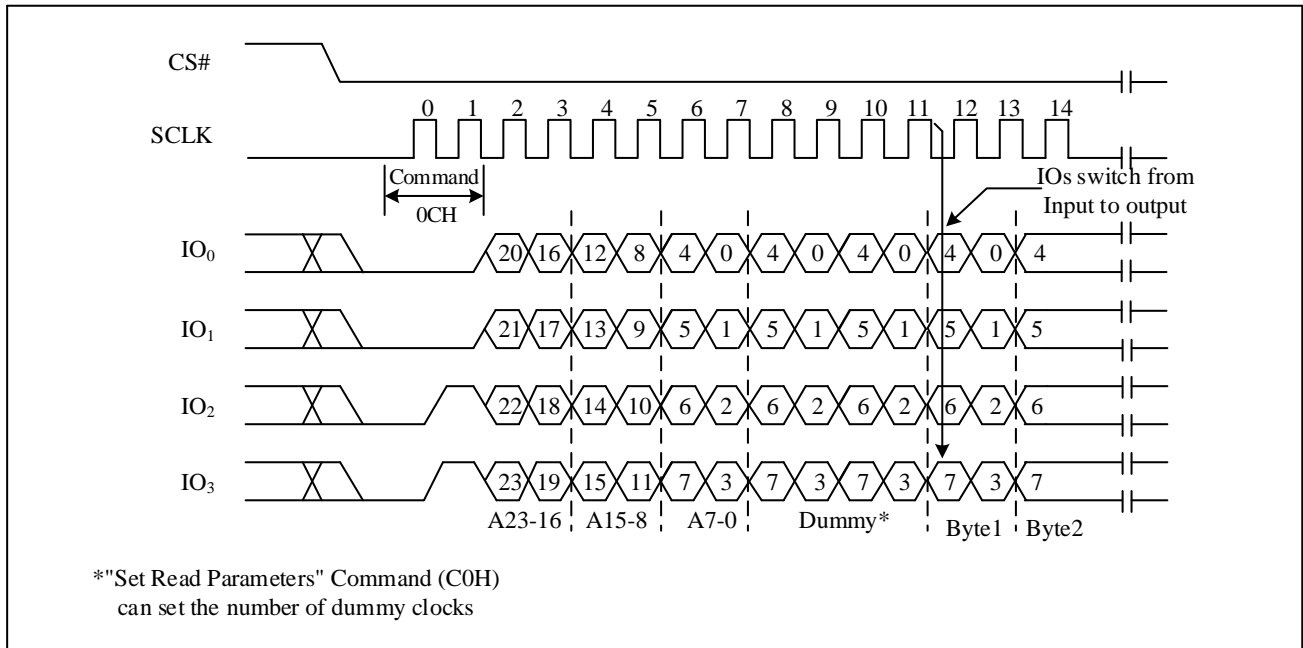 CS#
0 1 2 3 4 5 6 7 8 9 10 11 12 13 14
SCLK
Command
0CH
IOs switch from
Input to output
IO0 20 16 12 8 4 0 4 0 4 0 4 0 4
IO1 21 17 13 9 5 1 5 1 5 1 5 1 5
IO2 22 18 14 10 6 2 6 2 6 2 6 2 6
IO3 23 19 15 11 7 3 7 3 7 3 7 3 7
A23-16 A15-8 A7-0 Dummy* Byte1 Byte2
*"Set Read Parameters" Command (C0H)
can set the number of dummy clocks